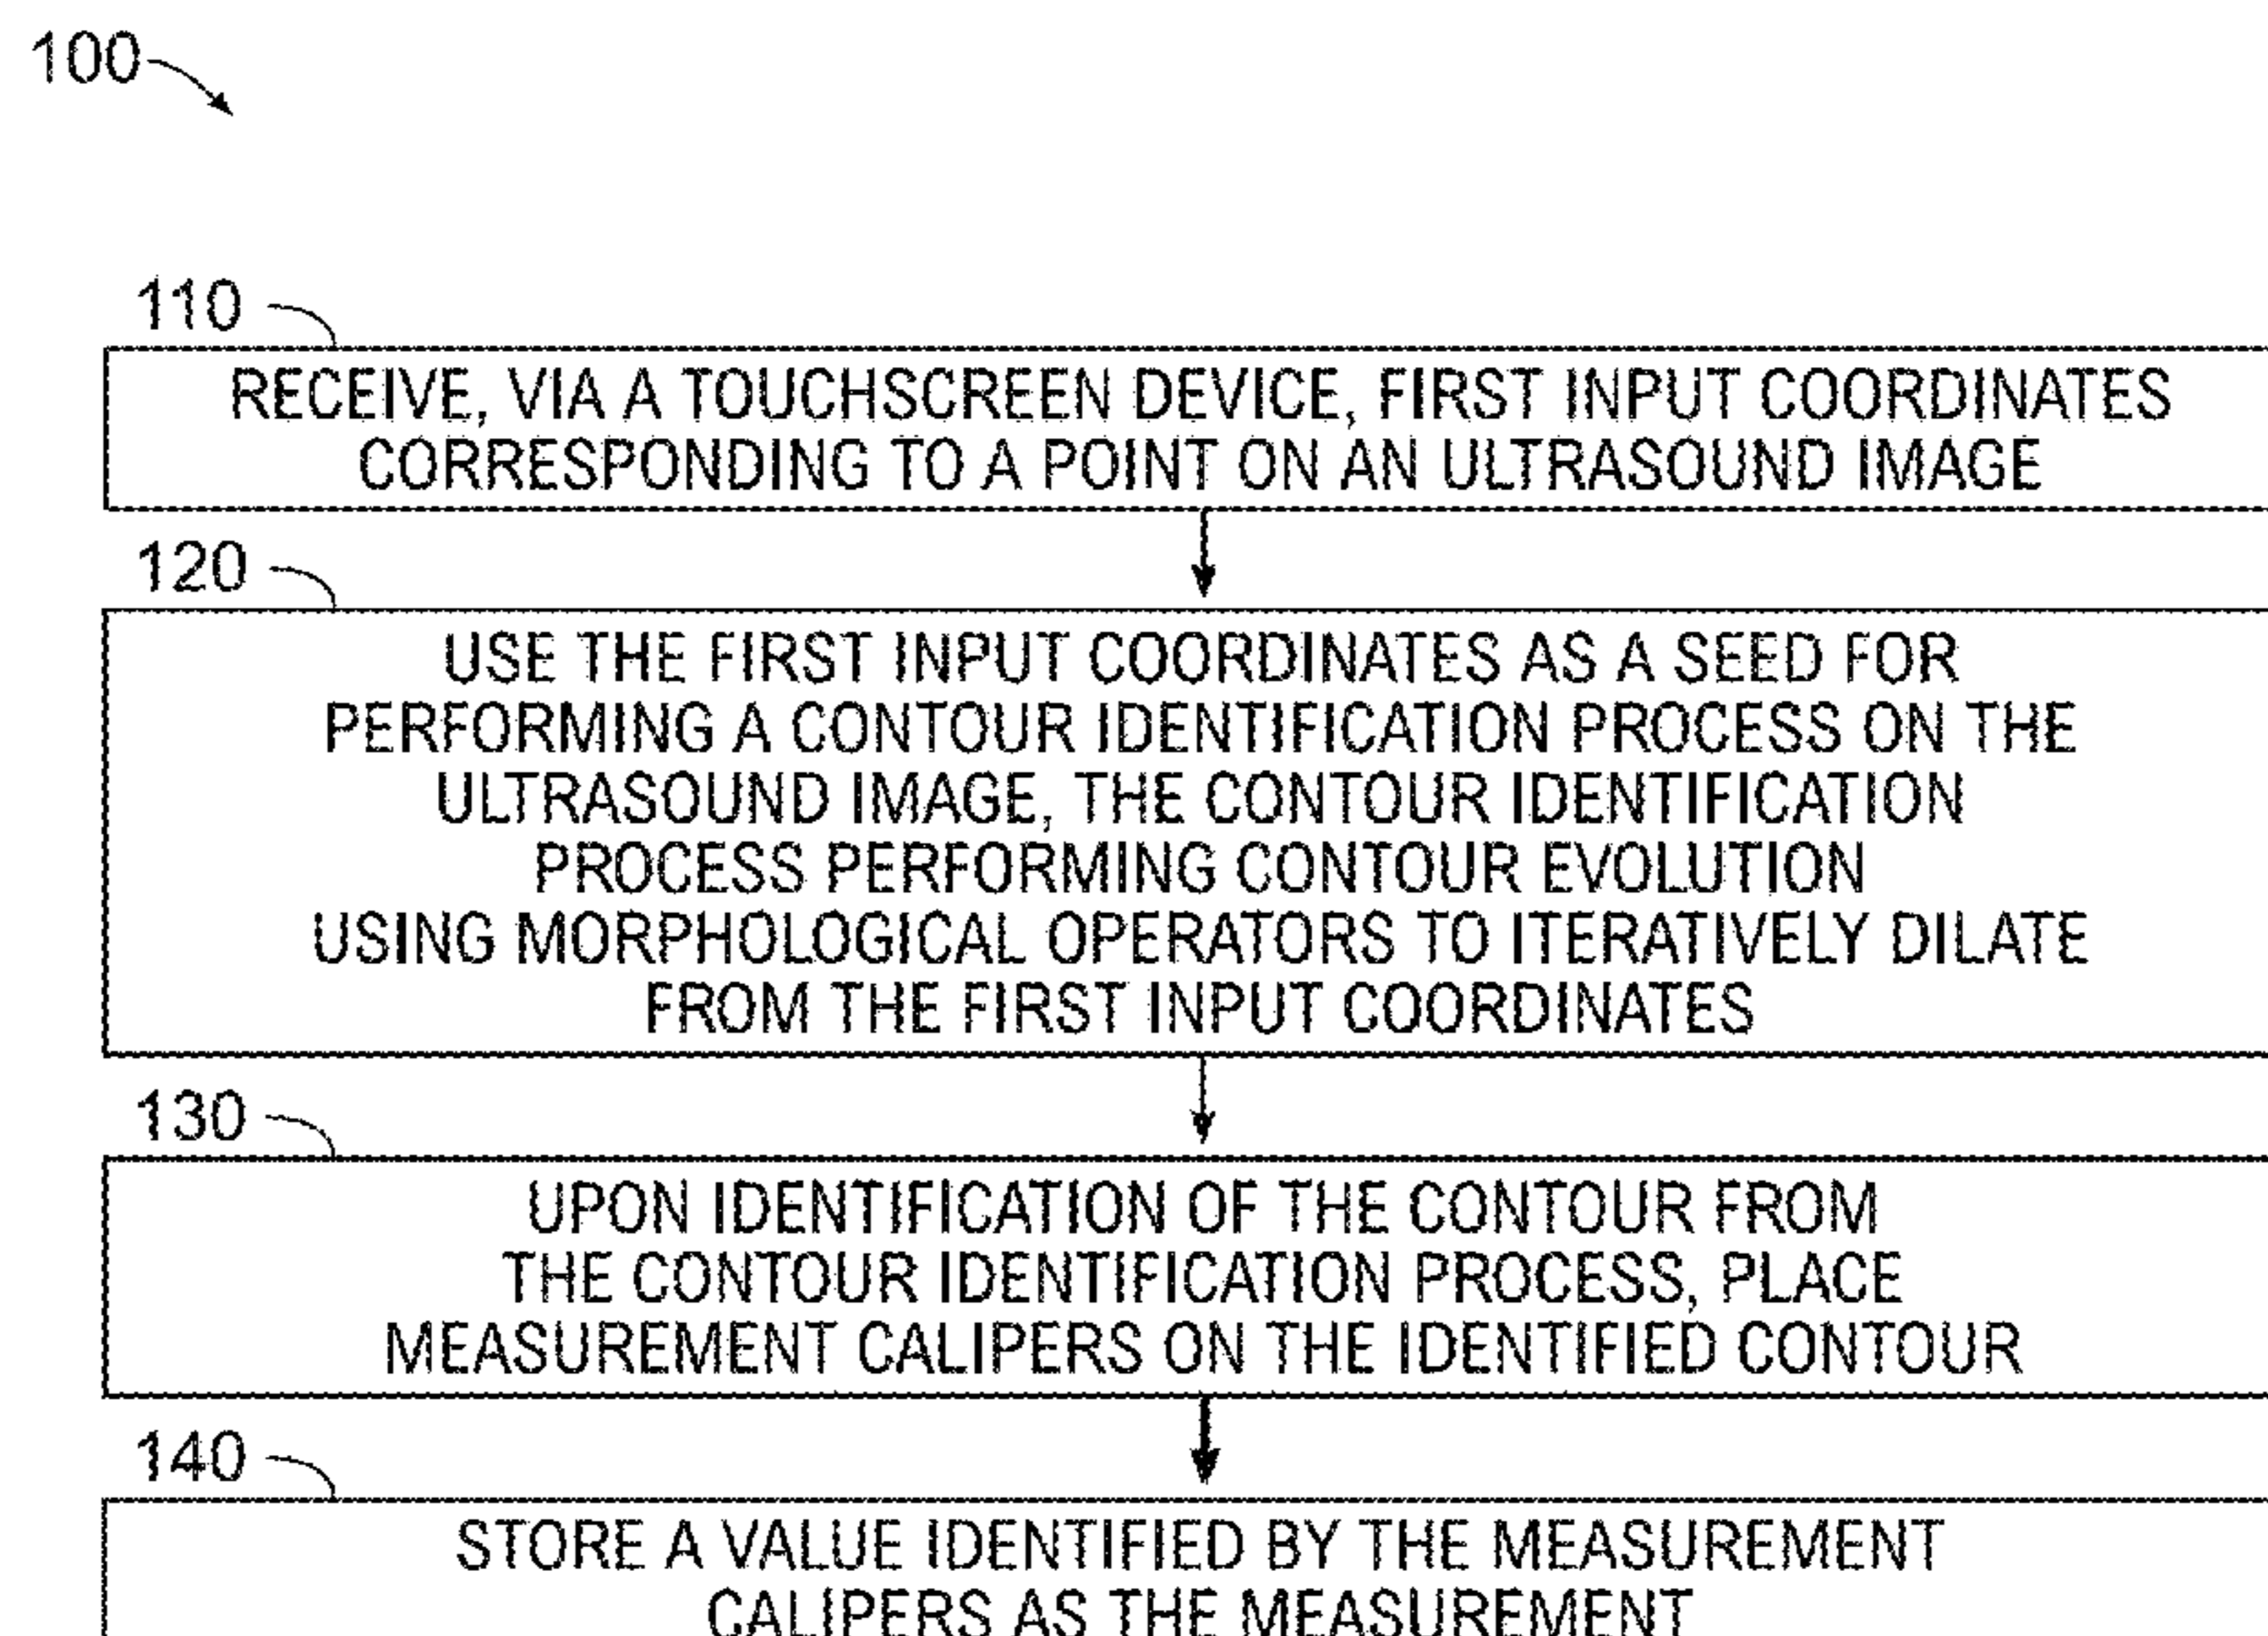 100
110
RECEIVE, VIA A TOUCHSCREEN DEVICE, FIRST INPUT COORDINATES
CORRESPONDING TO A POINT ON AN ULTRASOUND IMAGE
120
USE THE FIRST INPUT COORDINATES AS A SEED FOR
PERFORMING A CONTOUR IDENTIFICATION PROCESS ON THE
ULTRASOUND IMAGE, THE CONTOUR IDENTIFICATION
PROCESS PERFORMING CONTOUR EVOLUTION
USING MORPHOLOGICAL OPERATORS TO ITERATIVELY DILATE
FROM THE FIRST INPUT COORDINATES
130
UPON IDENTIFICATION OF THE CONTOUR FROM
THE CONTOUR IDENTIFICATION PROCESS, PLACE
MEASUREMENT CALIPERS ON THE IDENTIFIED CONTOUR
140
STORE A VALUE IDENTIFIED BY THE MEASUREMENT
CALIPERS AS THE MEASUREMENT